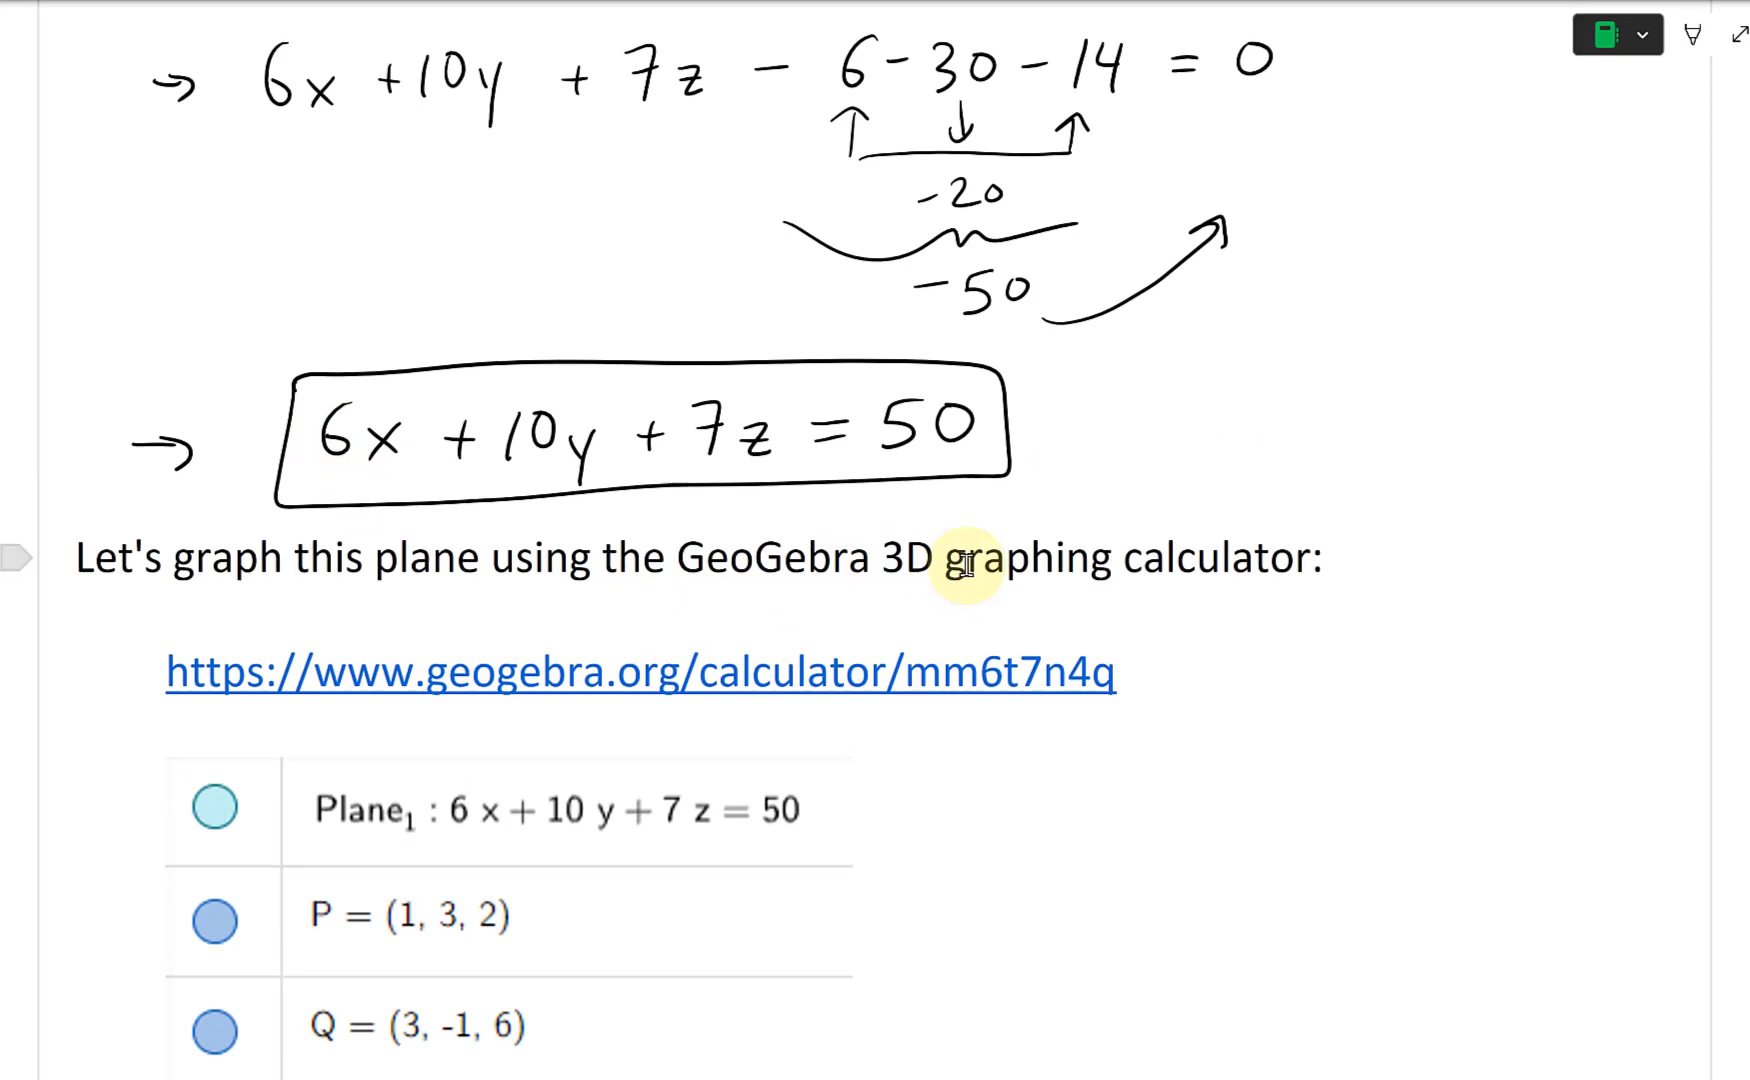 → 6x + 10y + 7z - 6 - 30 - 14 = 0
-20
-50
→ 6x + 10y + 7z = 50
Let's graph this plane using the GeoGebra 3D graphing calculator:
https://www.geogebra.org/calculator/mm6t7n4q
Plane₁ : 6 x + 10 y + 7 z = 50
P = (1, 3, 2)
Q = (3, -1, 6)